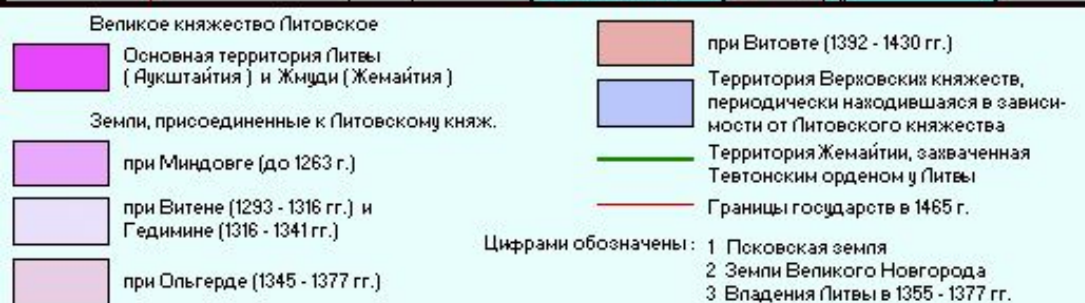 Великое княжество Литовское
Основная территория Литвы
( Аукштайтия ) и Жмуди ( Жемайтия )
Земли, присоединенные к Литовскому княж.
при Миндовге (до 1263 г.)
при Витене (1293 - 1316 гг.) и
Гедимине (1316 - 1341 гг.)
при Ольгерде (1345 - 1377 гг.)
при Витовте (1392 - 1430 гг.)
Территория Верховских княжеств,
периодически находившаяся в зависи-
мости от Литовского княжества
Территория Жемайтии, захваченная
Тевтонским орденом у Литвы
Границы государств в 1465 г.
Цифрами обозначены :
1 Псковская земля
2 Земли Великого Новгорода
3 Владения Литвы в 1355 - 1377 гг.